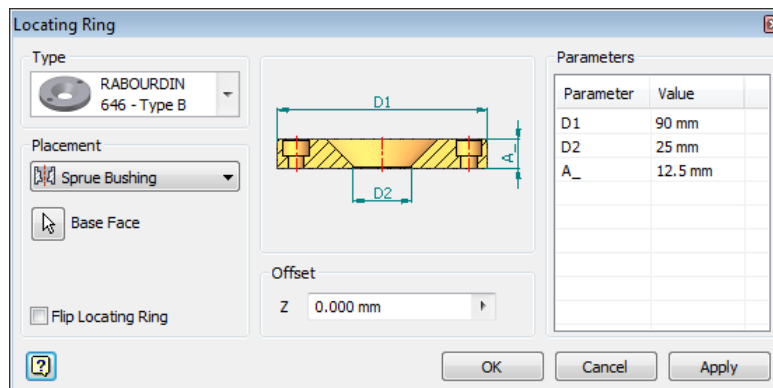 Locating Ring
Type
RABOURDIN
646 - Type B
Placement
Sprue Bushing
Base Face
Flip Locating Ring
D1
A_
D2
Offset
Z 0.000 mm
Parameters
Parameter Value
D1 90 mm
D2 25 mm
A_ 12.5 mm
?
OK Cancel Apply